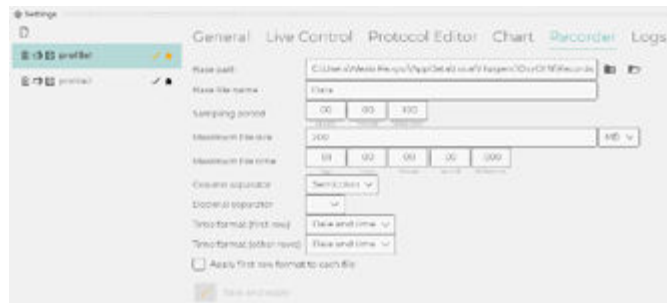 Settings
General Live Control Protocol Editor Chart Recorder Logs
profile1
Base path
Base file name Data
Sampling period 00 00 100
Maximum file size 200 MB
Maximum file time 01 00 00 00 000
Column separator Semicolon
Decimal separator
Time format (first row) Date and time
Time format (other rows) Date and time
Apply first row format to each file
Save and apply